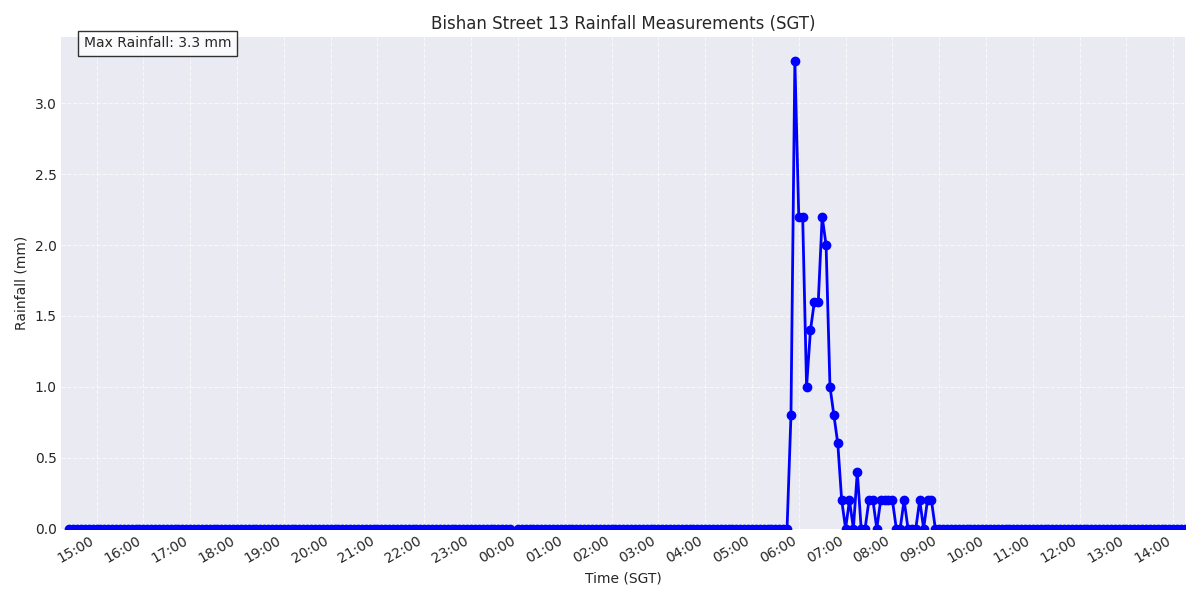 Bishan Street 13 Rainfall Measurements (SGT)
Max Rainfall: 3.3 mm
Rainfall (mm)
3.0
2.5
2.0
1.5
1.0
0.5
0.0
15:00 16:00 17:00 18:00 19:00 20:00 21:00 22:00 23:00 00:00 01:00 02:00 03:00 04:00 05:00 06:00 07:00 08:00 09:00 10:00 11:00 12:00 13:00 14:00
Time (SGT)